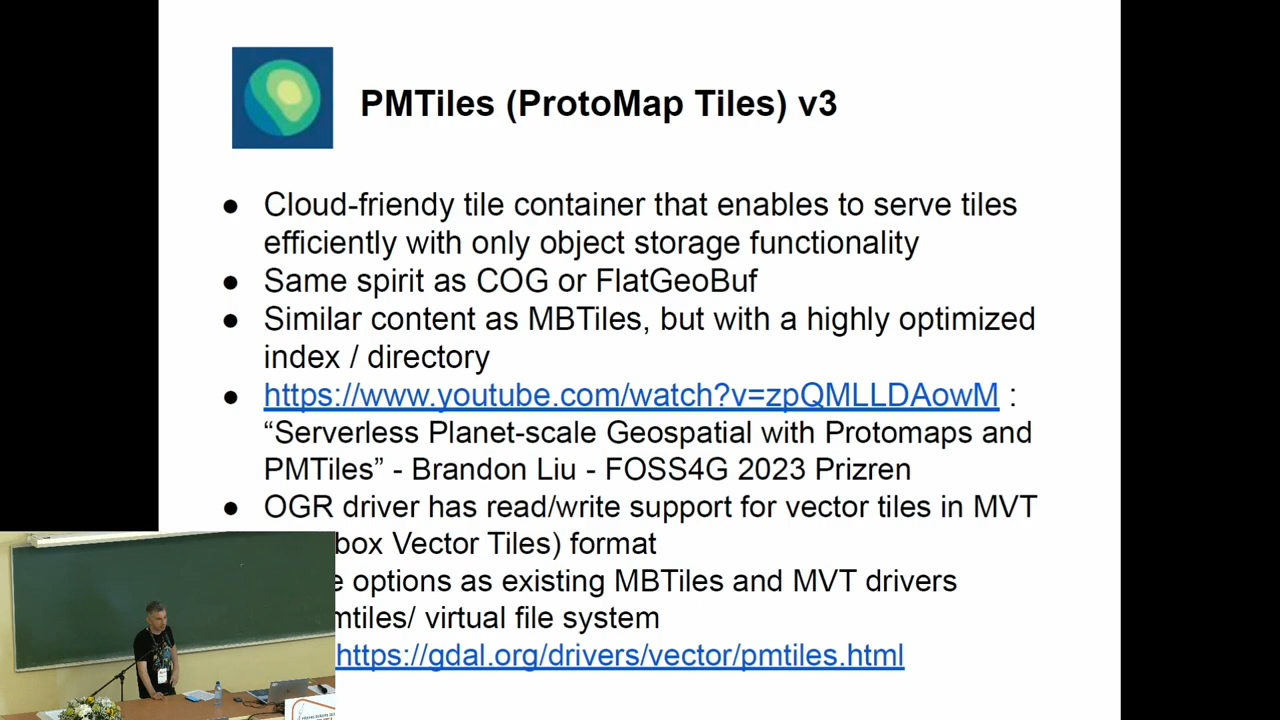 PMTiles (ProtoMap Tiles) v3
● Cloud-friendly tile container that enables to serve tiles
efficiently with only object storage functionality
● Same spirit as COG or FlatGeoBuf
● Similar content as MBTiles, but with a highly optimized
index / directory
● https://www.youtube.com/watch?v=zpQMLLDAowM :
“Serverless Planet-scale Geospatial with Protomaps and
PMTiles” - Brandon Liu - FOSS4G 2023 Prizren
● OGR driver has read/write support for vector tiles in MVT
box Vector Tiles) format
e options as existing MBTiles and MVT drivers
mtiles/ virtual file system
https://gdal.org/drivers/vector/pmtiles.html